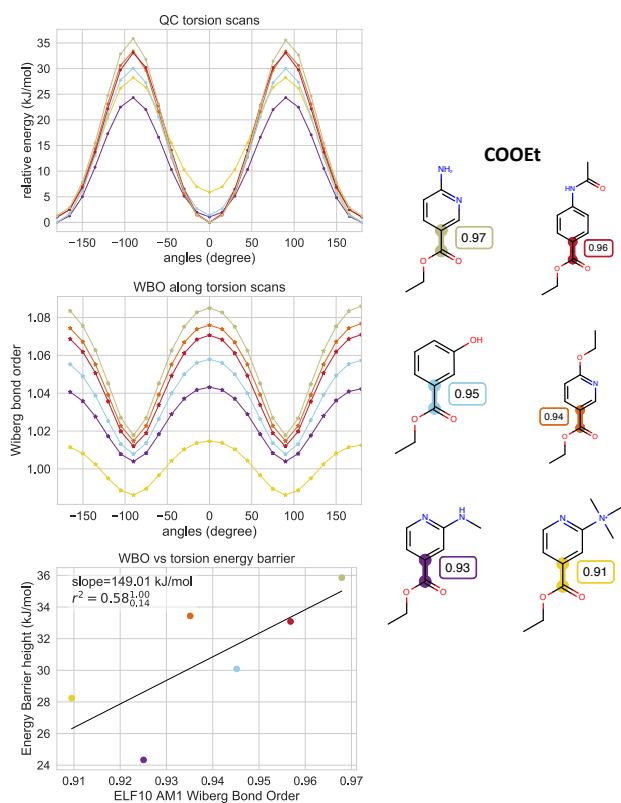 QC torsion scans
relative energy (kJ/mol)
35
30
25
20
15
10
5
0
−150 −100 −50 0 50 100 150
angles (degree)
WBO along torsion scans
Wiberg bond order
1.08
1.06
1.04
1.02
1.00
−150 −100 −50 0 50 100 150
angles (degree)
WBO vs torsion energy barrier
slope=149.01 kJ/mol
r² = 0.58 1.00 0.14
Energy Barrier height (kJ/mol)
36
34
32
30
28
26
24
0.91 0.92 0.93 0.94 0.95 0.96 0.97
ELF10 AM1 Wiberg Bond Order
COOEt
NH₂
N
0.97
O
O
O
HN
0.96
O
O
OH
0.95
O
O
O
N
0.94
O
O
N
H
N
0.93
O
O
N
N⁺
0.91
O
O